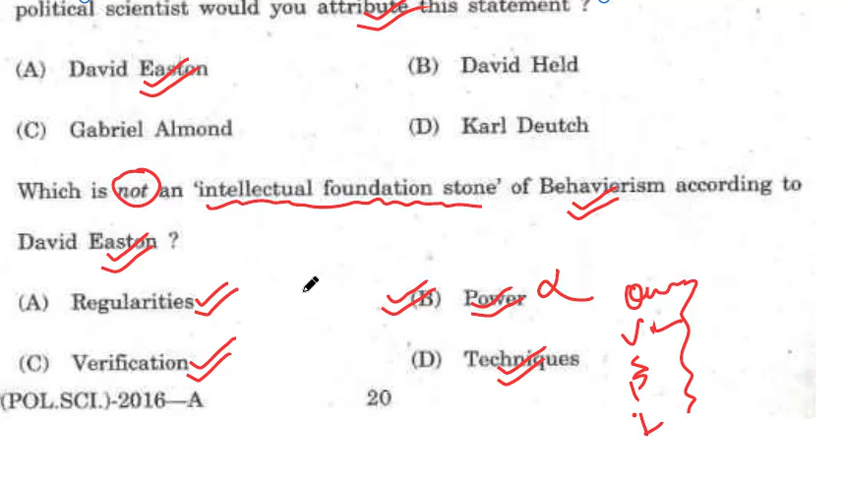 political scientist would you attribute this statement ?
(A) David Easton (B) David Held
(C) Gabriel Almond (D) Karl Deutch
Which is not an ‘intellectual foundation stone’ of Behavierism according to
David Easton ?
(A) Regularities (B) Power
(C) Verification (D) Techniques
(POL.SCI.)-2016—A 20